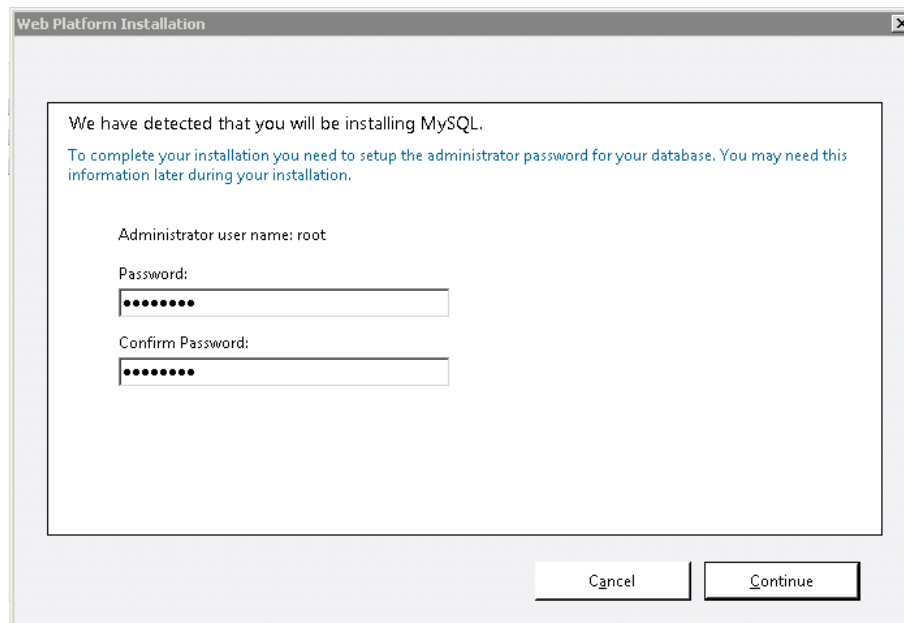 Web Platform Installation
We have detected that you will be installing MySQL.
To complete your installation you need to setup the administrator password for your database. You may need this
information later during your installation.
Administrator user name: root
Password:
●●●●●●●●
Confirm Password:
●●●●●●●●
Cancel
Continue